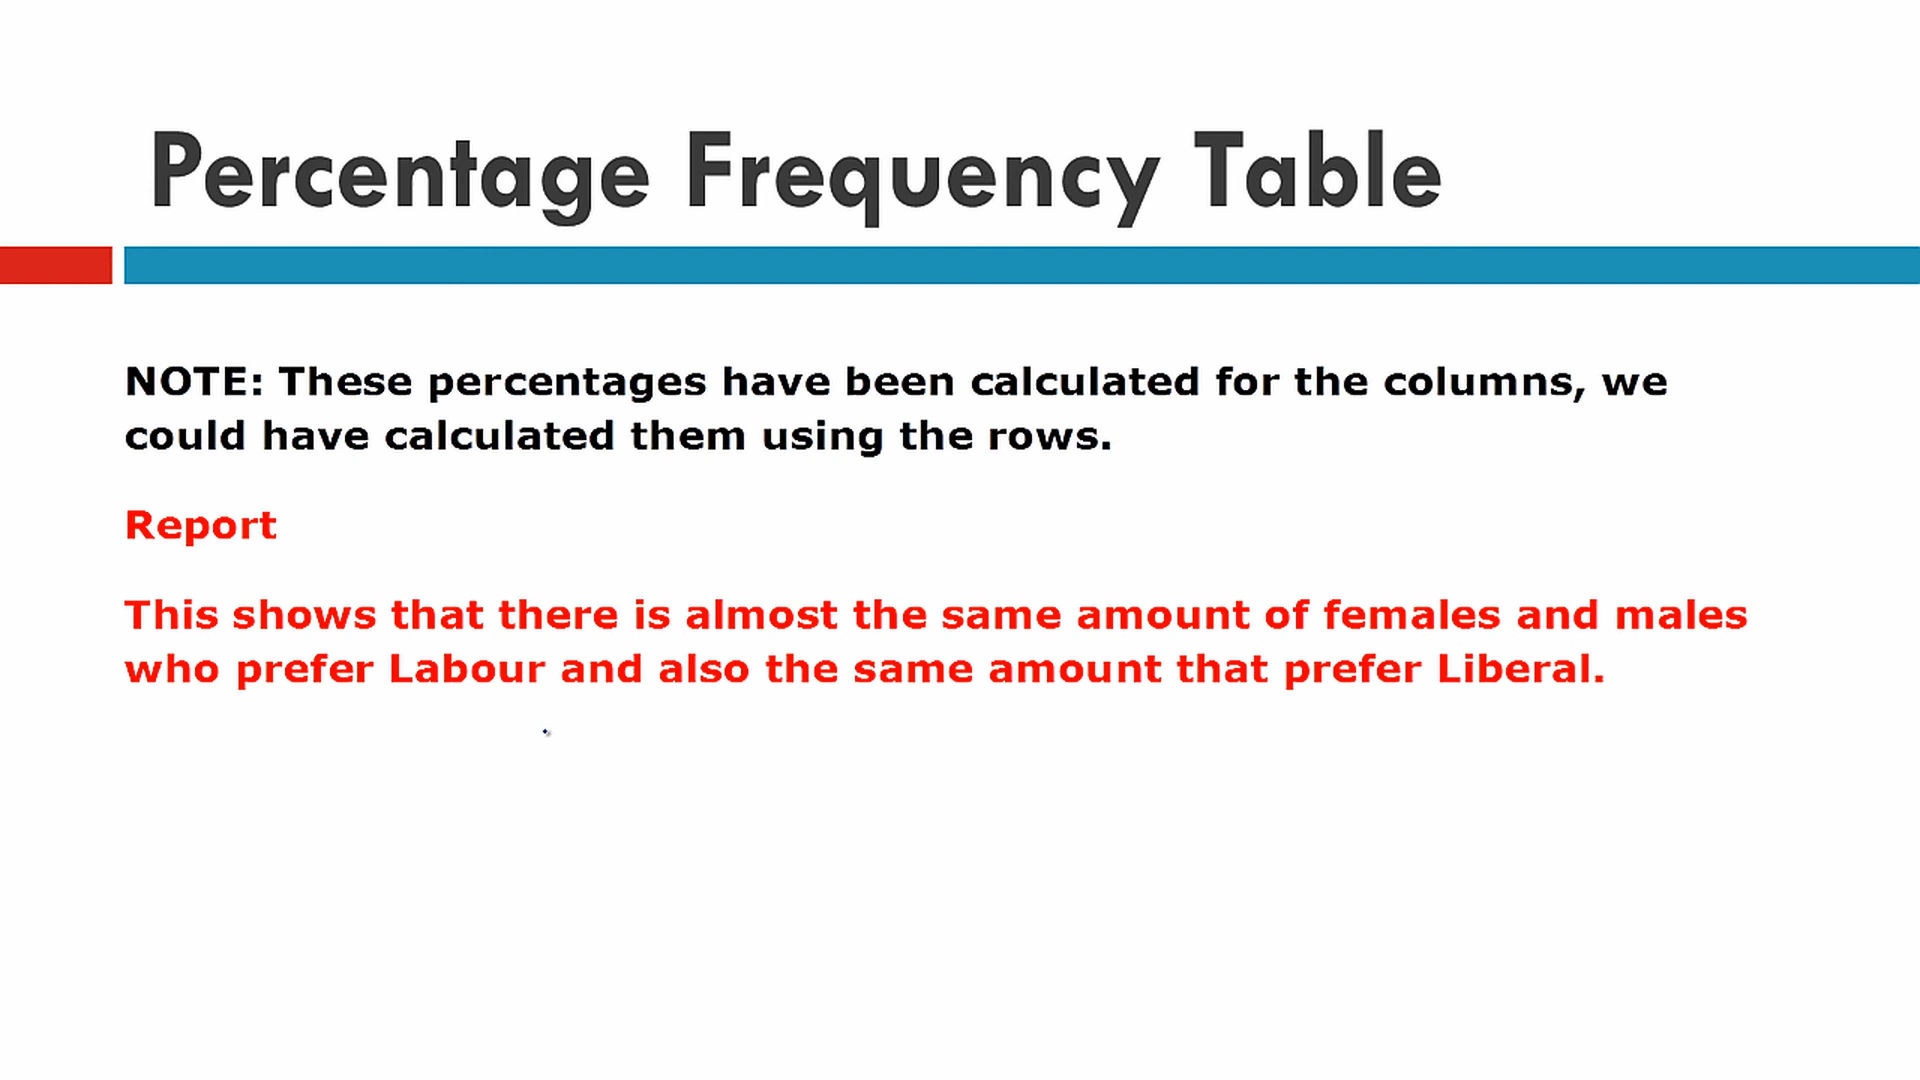 Percentage Frequency Table
NOTE: These percentages have been calculated for the columns, we
could have calculated them using the rows.
Report
This shows that there is almost the same amount of females and males
who prefer Labour and also the same amount that prefer Liberal.